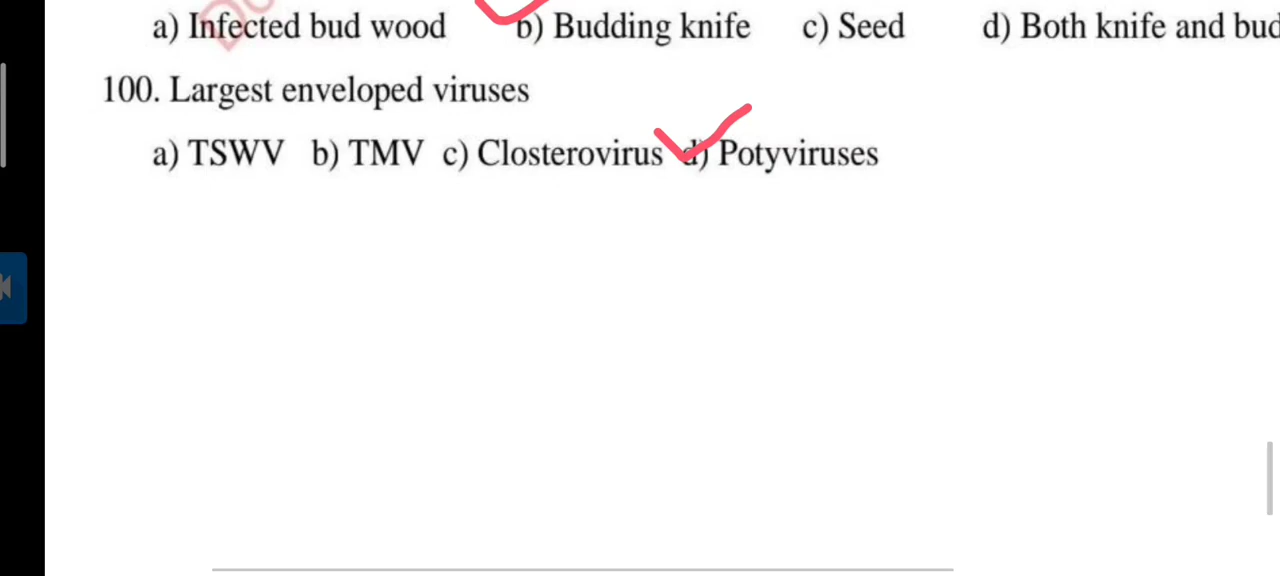 a) Infected bud wood b) Budding knife c) Seed d) Both knife and bud
100. Largest enveloped viruses
a) TSWV b) TMV c) Closterovirus d) Potyviruses